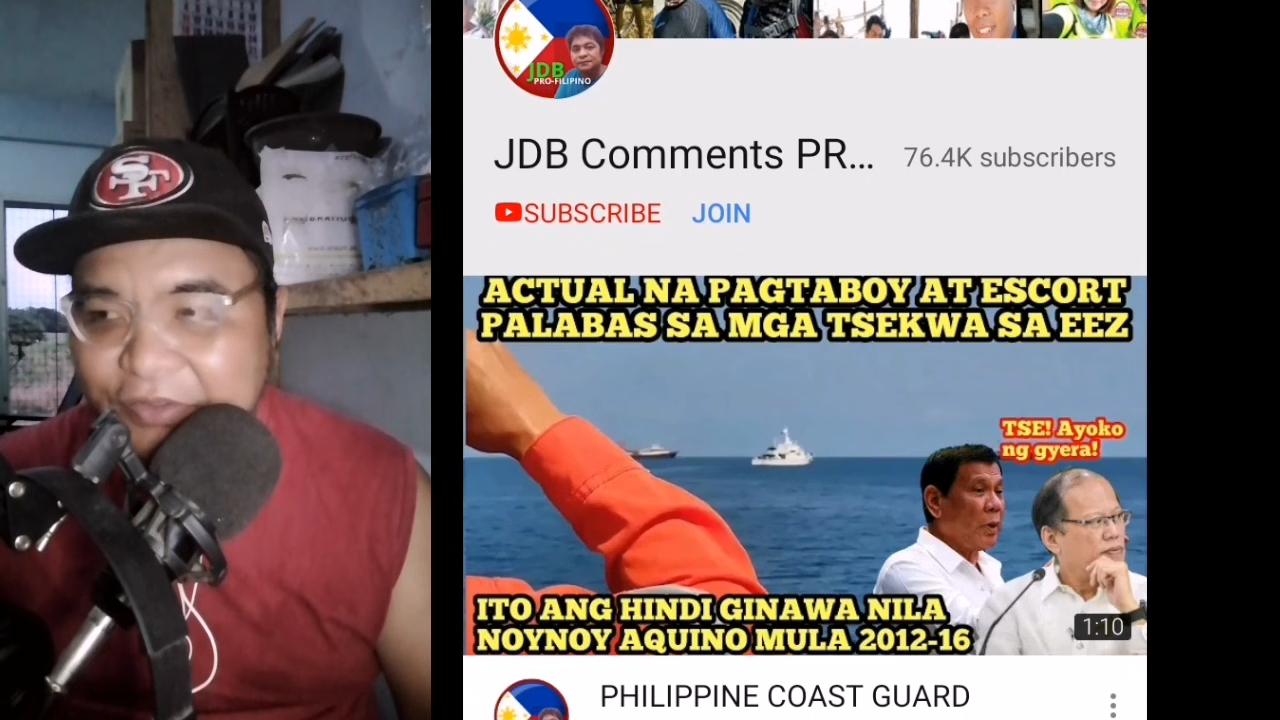 JDB
PRO-FILIPINO
JDB Comments PR... 76.4K subscribers
SUBSCRIBE JOIN
ACTUAL NA PAGTABOY AT ESCORT
PALABAS SA MGA TSEKWA SA EEZ
TSE! Ayoko
ng gyera!
ITO ANG HINDI GINAWA NILA
NOYNOY AQUINO MULA 2012-16
1:10
PHILIPPINE COAST GUARD
SF